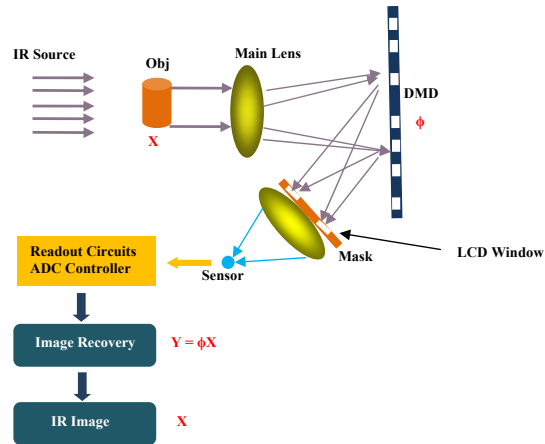 IR Source
Obj
Main Lens
DMD
ϕ
X
LCD Window
Mask
Sensor
Readout Circuits
ADC Controller
Image Recovery
Y = ϕX
IR Image
X